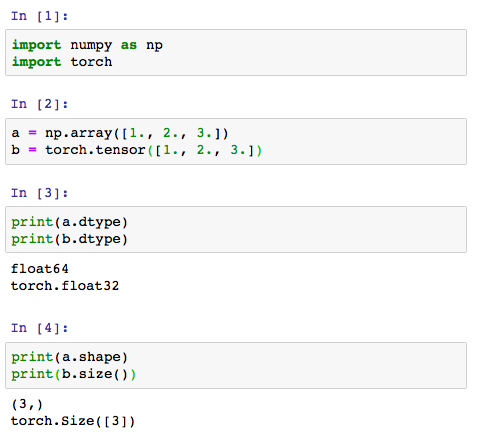 In [1]:
import numpy as np
import torch
In [2]:
a = np.array([1., 2., 3.])
b = torch.tensor([1., 2., 3.])
In [3]:
print(a.dtype)
print(b.dtype)
float64
torch.float32
In [4]:
print(a.shape)
print(b.size())
(3,)
torch.Size([3])